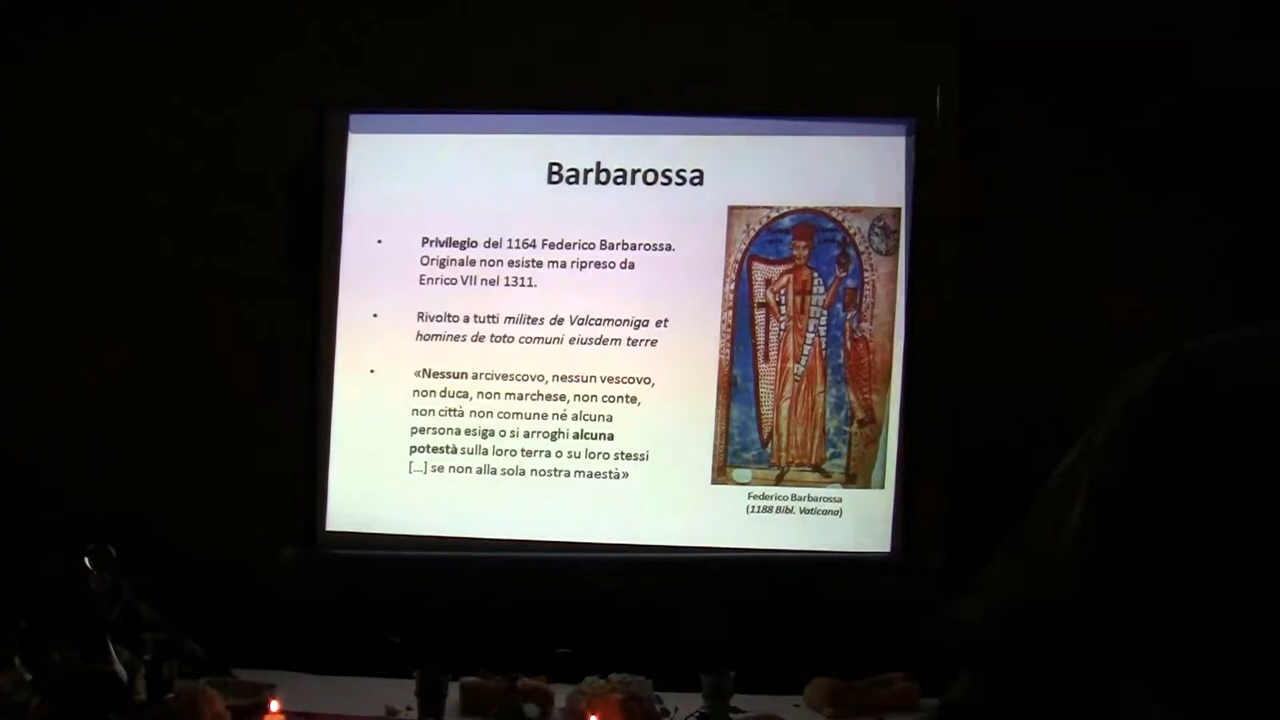 Barbarossa
• Privilegio del 1164 Federico Barbarossa.
Originale non esiste ma ripreso da
Enrico VII nel 1311.
• Rivolto a tutti milites de Valcamoniga et
homines de toto comuni eiusdem terre
• «Nessun arcivescovo, nessun vescovo,
non duca, non marchese, non conte,
non città non comune né alcuna
persona esiga o si arroghi alcuna
potestà sulla loro terra o su loro stessi
[...] se non alla sola nostra maestà»
Federico Barbarossa
(1188 Bibl. Vaticana)